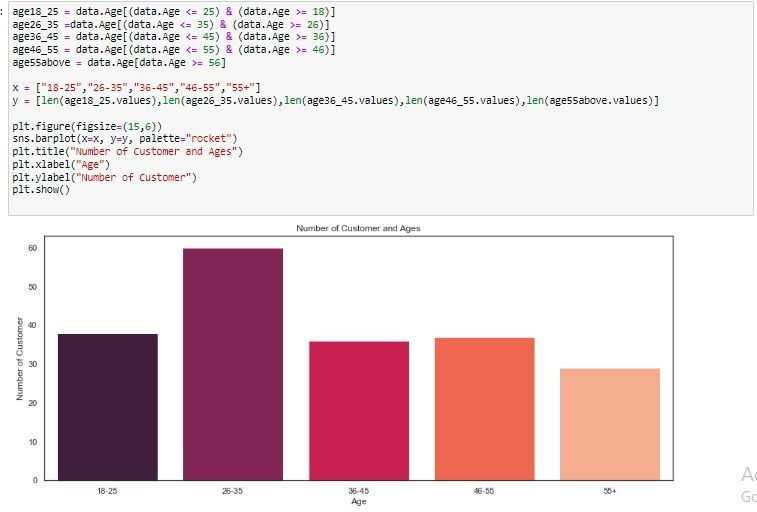 : age18_25 = data.Age[(data.Age <= 25) & (data.Age >= 18)]
age26_35 =data.Age[(data.Age <= 35) & (data.Age >= 26)]
age36_45 = data.Age[(data.Age <= 45) & (data.Age >= 36)]
age46_55 = data.Age[(data.Age <= 55) & (data.Age >= 46)]
age55above = data.Age[data.Age >= 56]
x = ["18-25","26-35","36-45","46-55","55+"]
y = [len(age18_25.values),len(age26_35.values),len(age36_45.values),len(age46_55.values),len(age55above.values)]
plt.figure(figsize=(15,6))
sns.barplot(x=x, y=y, palette="rocket")
plt.title("Number of Customer and Ages")
plt.xlabel("Age")
plt.ylabel("Number of Customer")
plt.show()
Number of Customer and Ages
60
50
40
30
20
10
0
Number of Customer
18-25 26-35 36-45 46-55 55+
Age